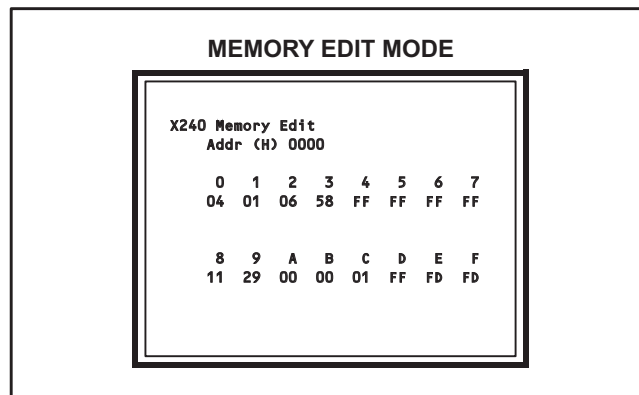 MEMORY EDIT MODE
X240 Memory Edit
Addr (H) 0000
0 1 2 3 4 5 6 7
04 01 06 58 FF FF FF FF
8 9 A B C D E F
11 29 00 00 01 FF FD FD